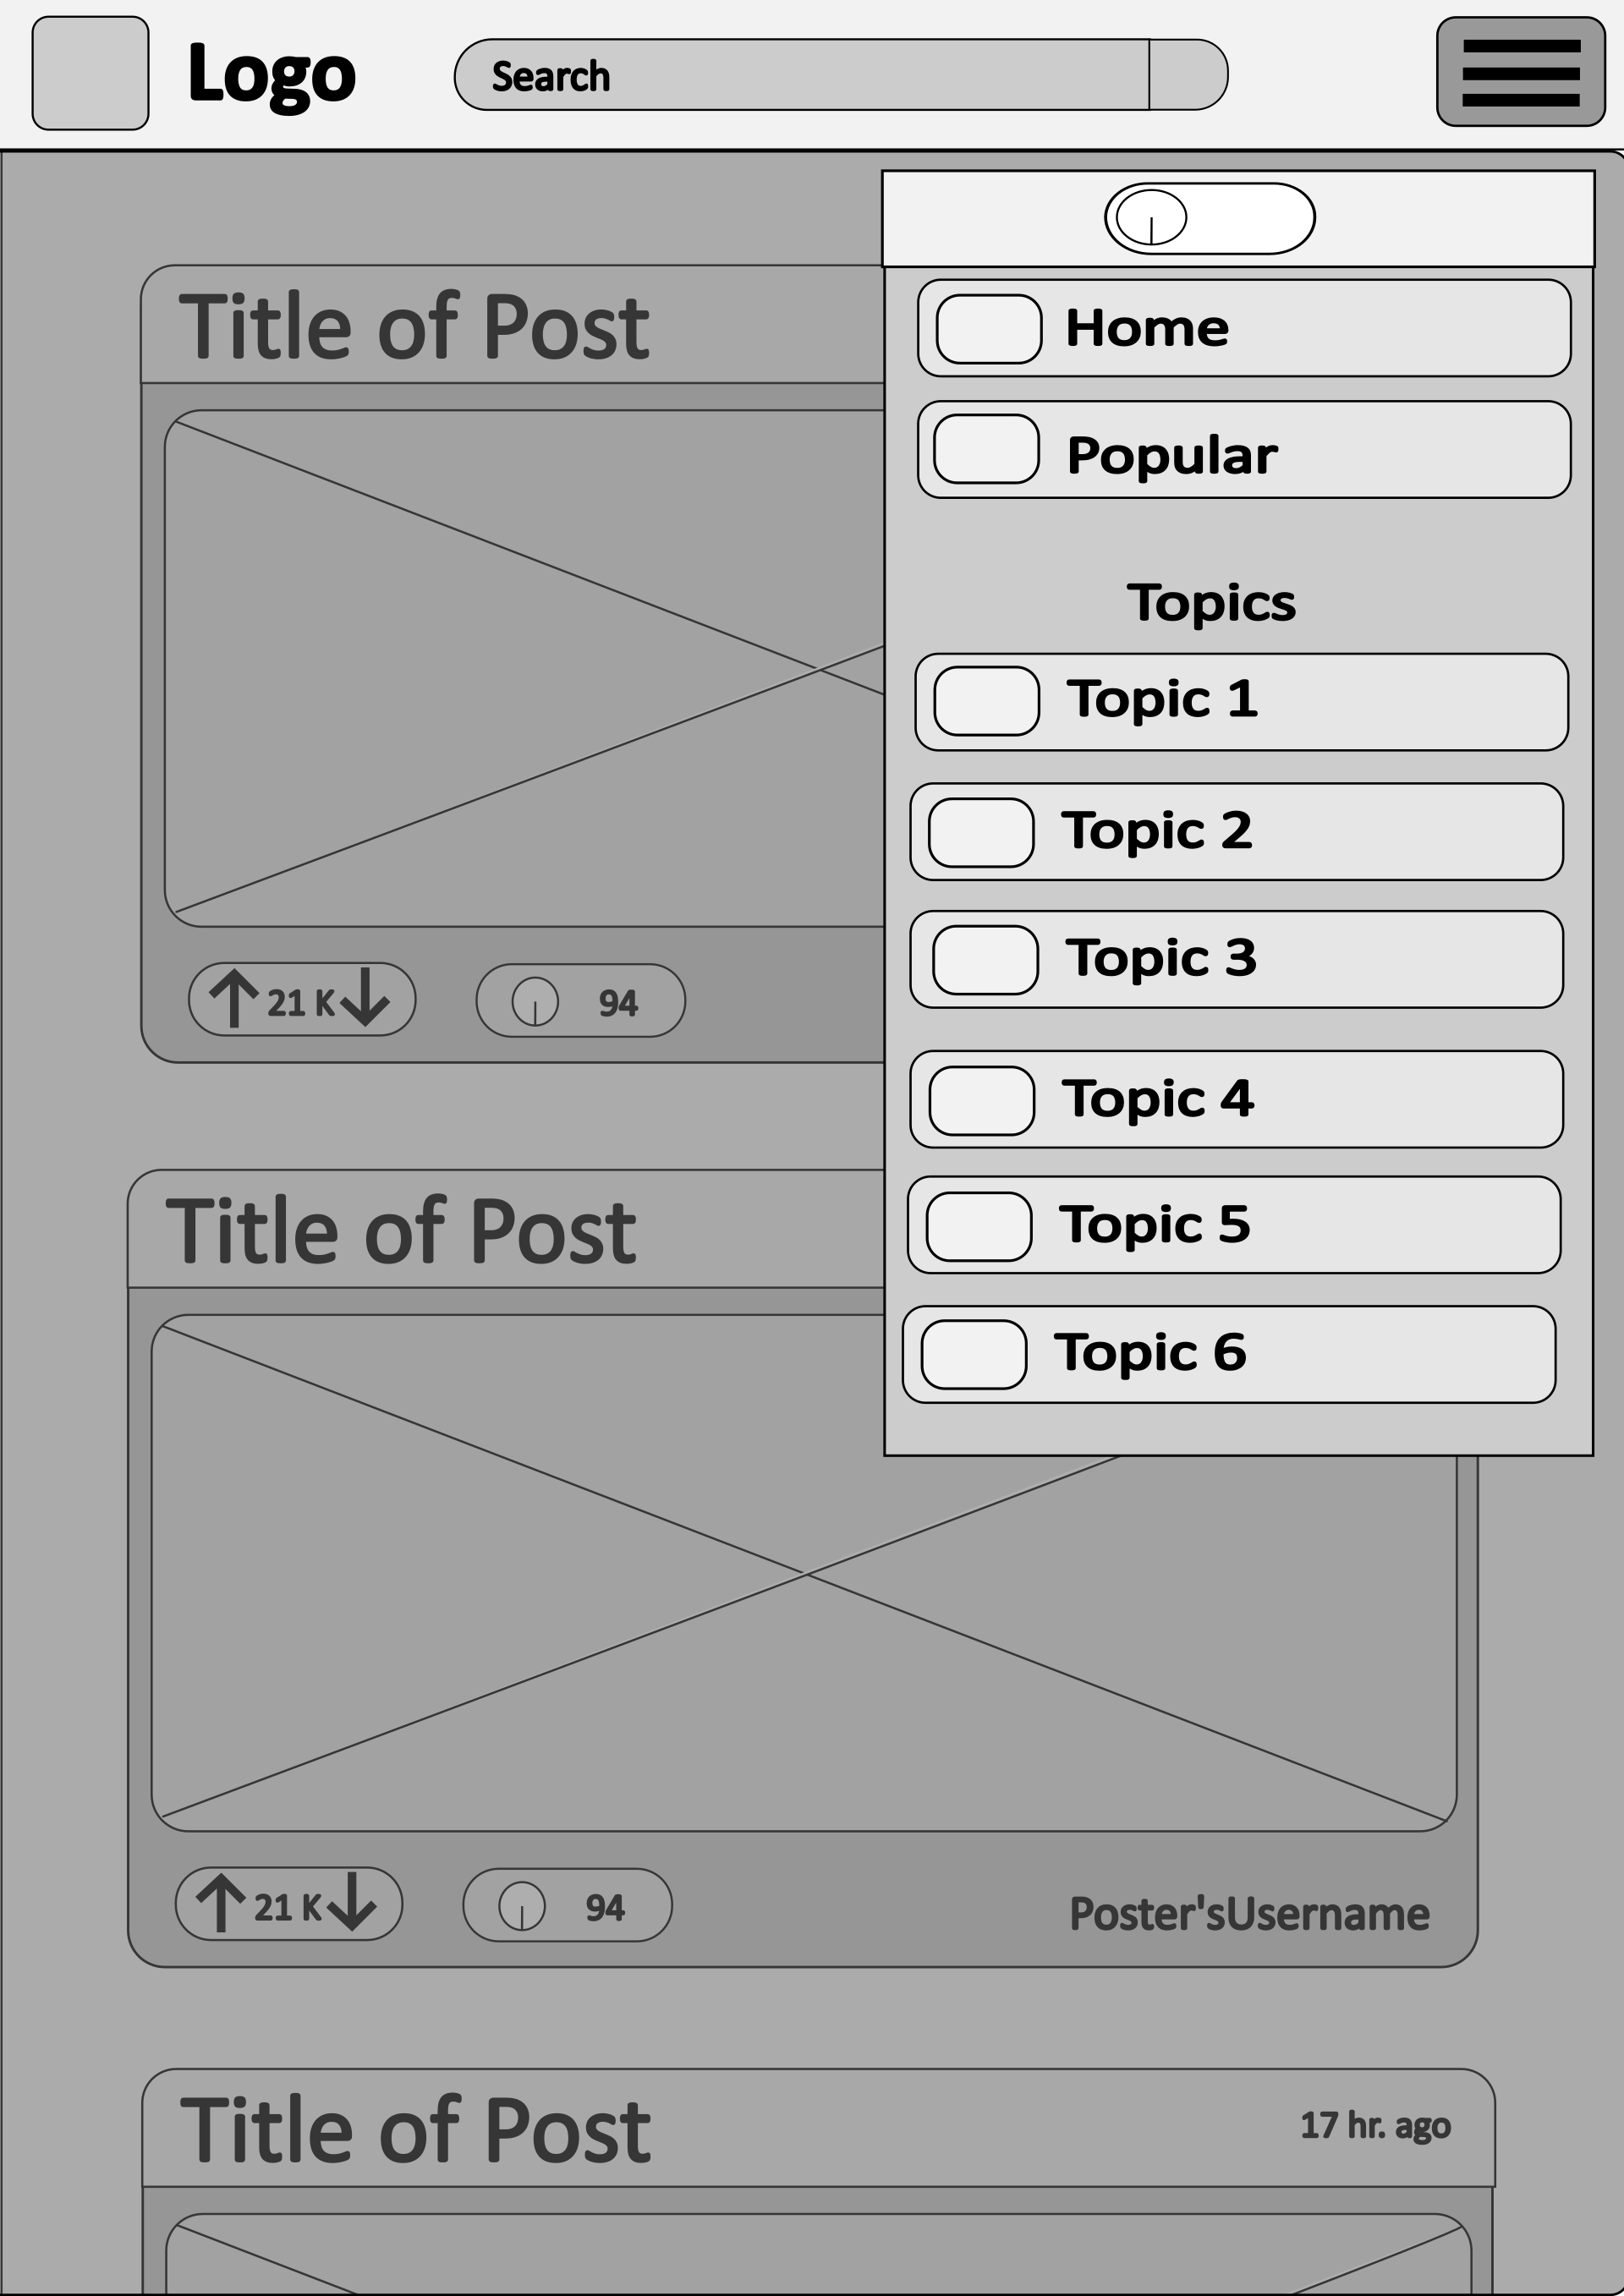 Logo
Searh
Title of Post
Home
Popular
Topics
Topic 1
Topic 2
Topic 3
21 K
94
Topic 4
Title of Post
Topic 5
Topic 6
21 K
94
Poster'sUsername
Title of Post
17 hr. ago